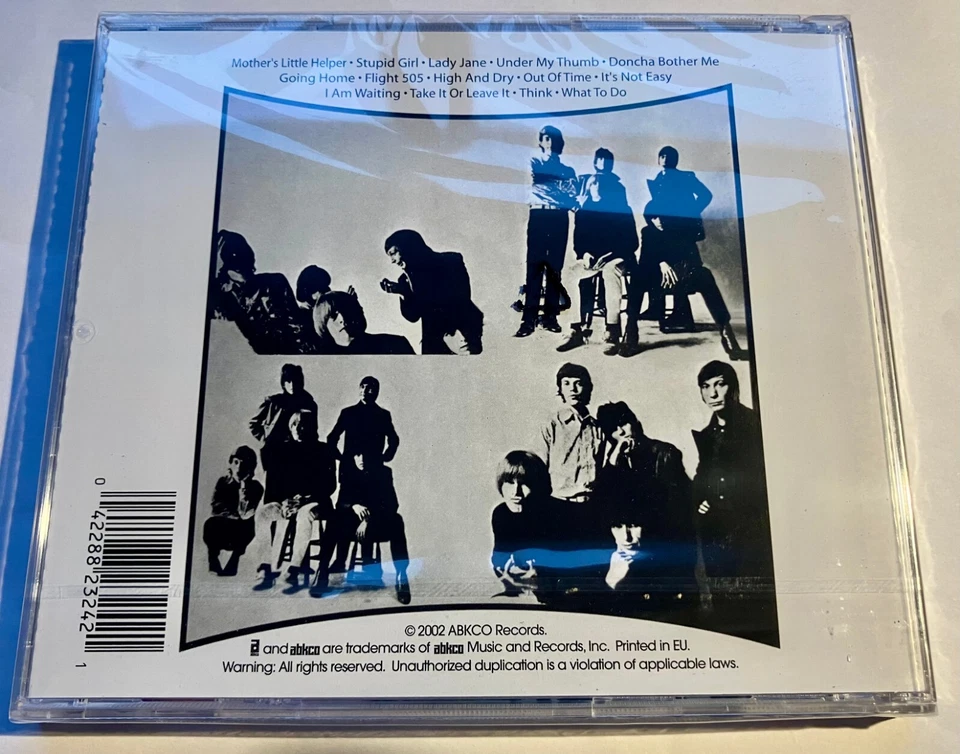 Mother's Little Helper • Stupid Girl • Lady Jane • Under My Thumb • Doncha Bother Me
Going Home • Flight 505 • High And Dry • Out Of Time • It's Not Easy
I Am Waiting • Take It Or Leave It • Think • What To Do
0 42288 23242 1
© 2002 ABKCO Records.
and abkco are trademarks of abkco Music and Records, Inc. Printed in EU.
Warning: All rights reserved. Unauthorized duplication is a violation of applicable laws.